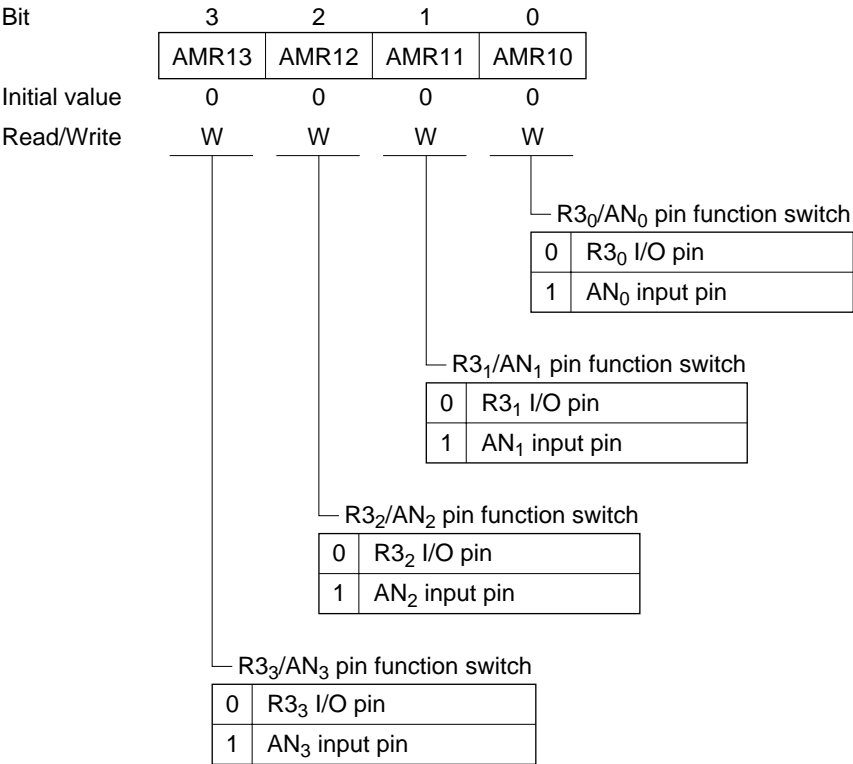 Bit 3 2 1 0
AMR13 AMR12 AMR11 AMR10
Initial value 0 0 0 0
Read/Write W W W W
R3₀/AN₀ pin function switch
0 R3₀ I/O pin
1 AN₀ input pin
R3₁/AN₁ pin function switch
0 R3₁ I/O pin
1 AN₁ input pin
R3₂/AN₂ pin function switch
0 R3₂ I/O pin
1 AN₂ input pin
R3₃/AN₃ pin function switch
0 R3₃ I/O pin
1 AN₃ input pin